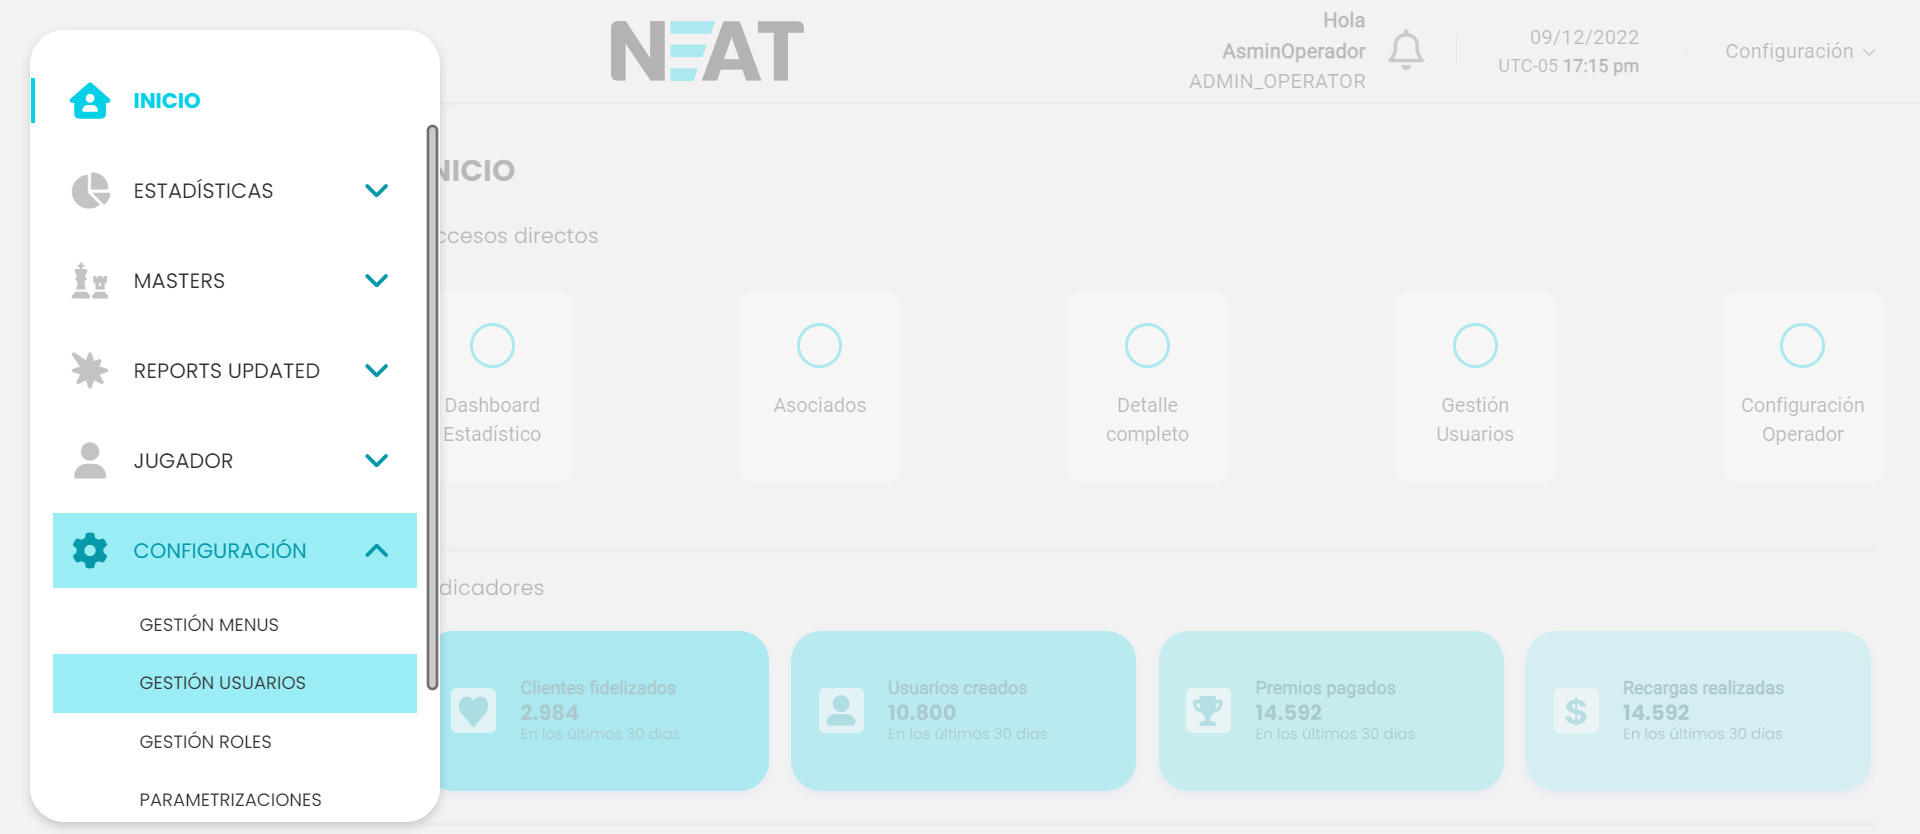 INICIO
ESTADÍSTICAS
MASTERS
REPORTS UPDATED
JUGADOR
CONFIGURACIÓN
GESTIÓN MENUS
GESTIÓN USUARIOS
GESTIÓN ROLES
PARAMETRIZACIONES
NEAT
Hola
AsminOperador
ADMIN_OPERATOR
09/12/2022
UTC-05 17:15 pm
Configuración
NICIO
ccesos directos
Dashboard
Estadístico
Asociados
Detalle
completo
Gestión
Usuarios
Configuración
Operador
dicadores
Clientes fidelizados
2.984
En los últimos 30 dias
Usuarios creados
10.800
En los últimos 30 dias
Premios pagados
14.592
En los últimos 30 dias
Recargas realizadas
14.592
En los últimos 30 dias